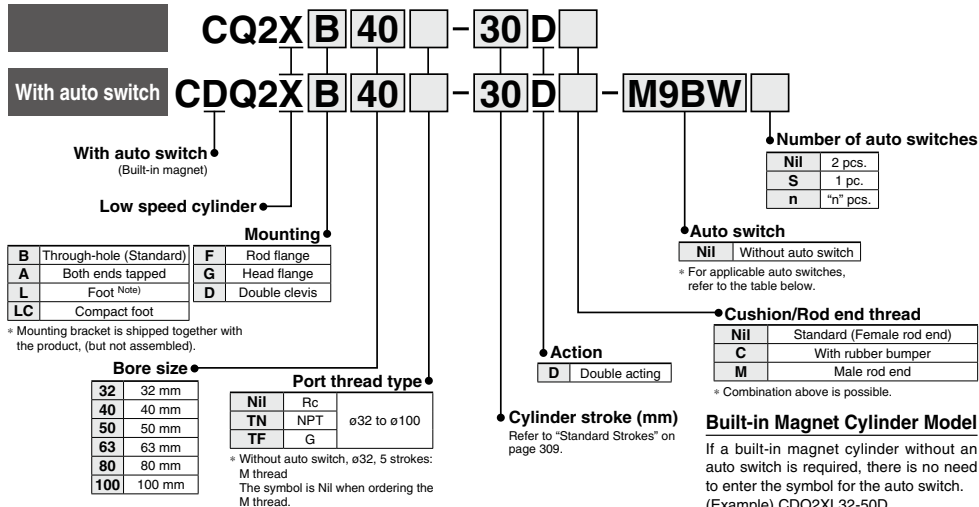 CQ2X B 40 – 30 D
With auto switch CDQ2X B 40 – 30 D – M9BW
With auto switch
(Built-in magnet)
Low speed cylinder
Mounting
B Through-hole (Standard)
A Both ends tapped
L Foot Note)
LC Compact foot
F Rod flange
G Head flange
D Double clevis
* Mounting bracket is shipped together with
the product, (but not assembled).
Bore size
32 32 mm
40 40 mm
50 50 mm
63 63 mm
80 80 mm
100 100 mm
Port thread type
Nil Rc
TN NPT
TF G
ø32 to ø100
* Without auto switch, ø32, 5 strokes:
M thread
The symbol is Nil when ordering the
M thread.
Cylinder stroke (mm)
Refer to “Standard Strokes” on
page 309.
Action
D Double acting
Number of auto switches
Nil 2 pcs.
S 1 pc.
n “n” pcs.
Auto switch
Nil Without auto switch
* For applicable auto switches,
refer to the table below.
Cushion/Rod end thread
Nil Standard (Female rod end)
C With rubber bumper
M Male rod end
* Combination above is possible.
Built-in Magnet Cylinder Model
If a built-in magnet cylinder without an
auto switch is required, there is no need
to enter the symbol for the auto switch.
(Example) CDQ2XL32-50D